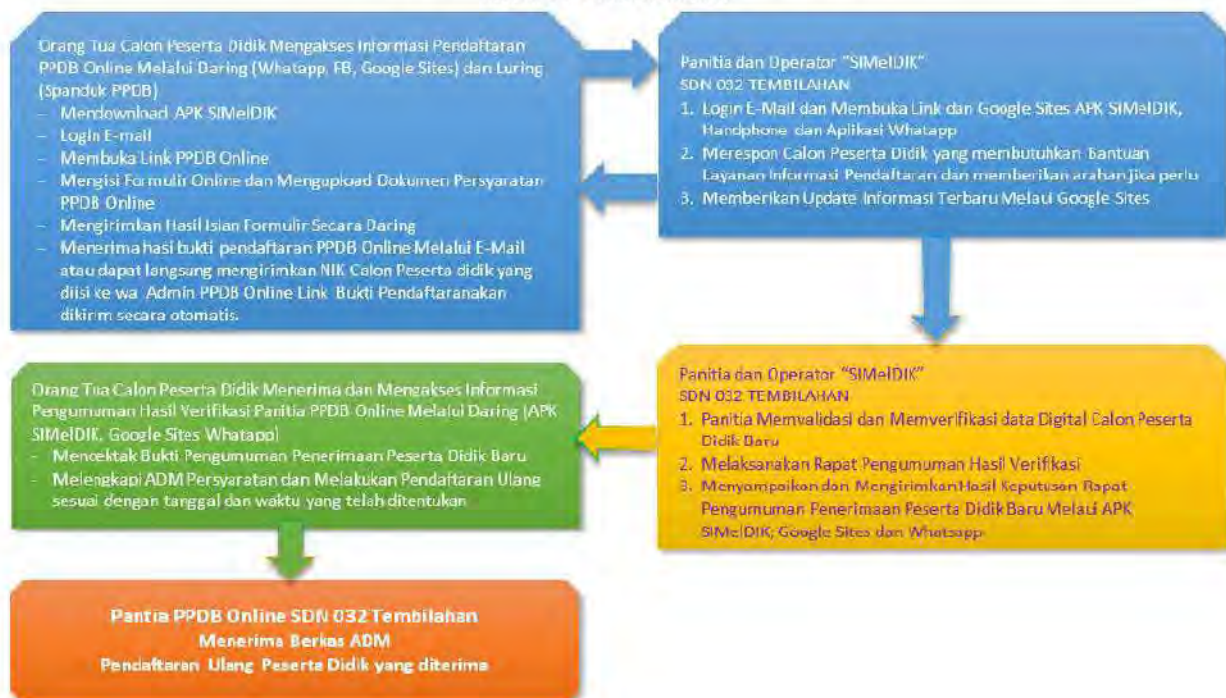 Orang Tua Calon Peserta Didik Mengakses Informasi Pendaftaran
PPDB Online Melalui Daring (Whatapp, FB, Google Sites) dan Luring
(Spanduk PPDB)
- Mendownload APK SIMelDIK
- Login E-mail
- Membuka Link PPDB Online
- Mengisi Formulir Online dan Mengupload Dokumen Persyaratan
PPDB Online
- Mengirimkan Hasil Isian Formulir Secara Daring
- Menerima hasi bukti pendaftaran PPDB Online Melalui E-Mail
atau dapat langsung mengirimkan NIK Calon Peserta didik yang
diisi ke wa Admin PPDB Online Link Bukti Pendaftaranakan
dikirim secara otomatis.
Panitia dan Operator "SIMelDIK"
SDN 032 TEMBILAHAN
1. Login E-Mail dan Membuka Link dan Google Sites APK SIMelDIK,
Handphone dan Aplikasi Whatapp
2. Merespon Calon Peserta Didik yang membutuhkan Bantuan
Layanan Informasi Pendaftaran dan memberikan arahan jika perlu
3. Memberikan Update Informasi Terbaru Melaui Google Sites
Panitia dan Operator "SIMelDIK"
SDN 032 TEMBILAHAN
1. Panitia Memvalidasi dan Memverifikasi data Digital Calon Peserta
Didik Baru
2. Melaksanakan Rapat Pengumuman Hasil Verifikasi
3. Menyampaikan dan Mengirimkan Hasil Keputusan Rapat
Pengumuman Penerimaan Peserta Didik Baru Melaui APK
SIMelDIK, Google Sites dan Whatsapp
Orang Tua Calon Peserta Didik Menerima dan Mengakses Informasi
Pengumuman Hasil Verifikasi Panitia PPDB Online Melalui Daring (APK
SIMelDIK, Google Sites Whatapp)
- Mencektak Bukti Pengumuman Penerimaan Peserta Didik Baru
- Melengkapi ADM Persyaratan dan Melakukan Pendaftaran Ulang
sesuai dengan tanggal dan waktu yang telah ditentukan
Pantia PPDB Online SDN 032 Tembilahan
Menerima Berkas ADM
Pendaftaran Ulang Peserta Didik yang diterima